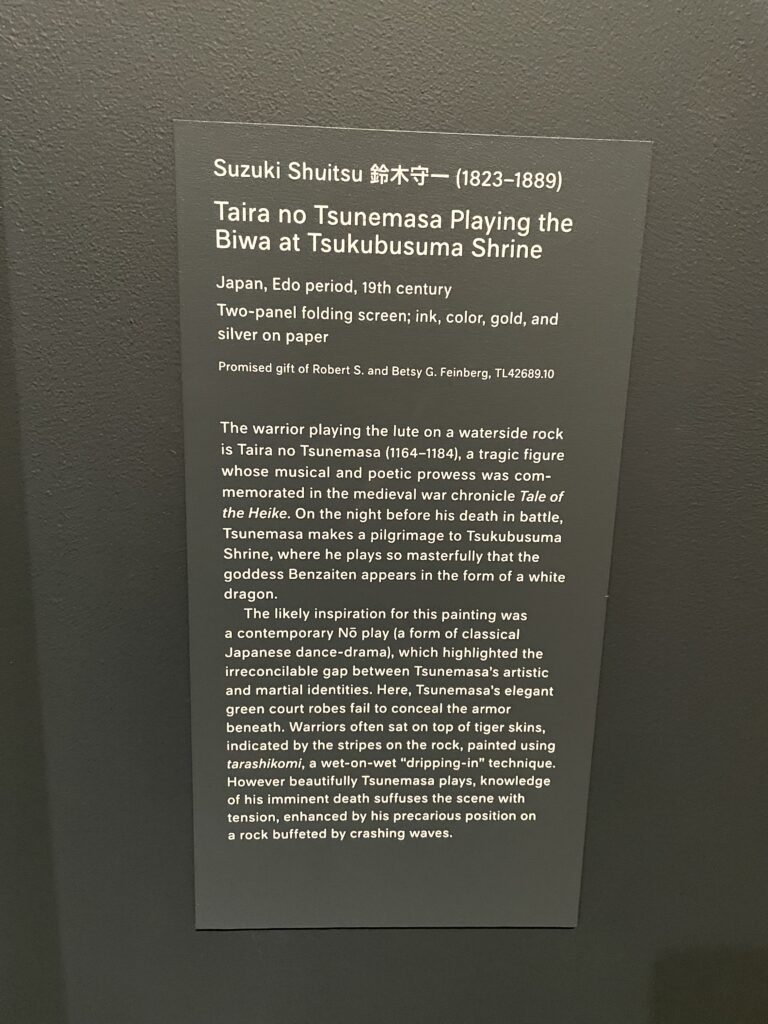 Suzuki Shuitsu 鈴木守一 (1823–1889)
Taira no Tsunemasa Playing the
Biwa at Tsukubusuma Shrine
Japan, Edo period, 19th century
Two-panel folding screen; ink, color, gold, and
silver on paper
Promised gift of Robert S. and Betsy G. Feinberg, TL42689.10
The warrior playing the lute on a waterside rock
is Taira no Tsunemasa (1164–1184), a tragic figure
whose musical and poetic prowess was com-
memorated in the medieval war chronicle Tale of
the Heike. On the night before his death in battle,
Tsunemasa makes a pilgrimage to Tsukubusuma
Shrine, where he plays so masterfully that the
goddess Benzaiten appears in the form of a white
dragon.
The likely inspiration for this painting was
a contemporary Nō play (a form of classical
Japanese dance-drama), which highlighted the
irreconcilable gap between Tsunemasa's artistic
and martial identities. Here, Tsunemasa's elegant
green court robes fail to conceal the armor
beneath. Warriors often sat on top of tiger skins,
indicated by the stripes on the rock, painted using
tarashikomi, a wet-on-wet “dripping-in” technique.
However beautifully Tsunemasa plays, knowledge
of his imminent death suffuses the scene with
tension, enhanced by his precarious position on
a rock buffeted by crashing waves.